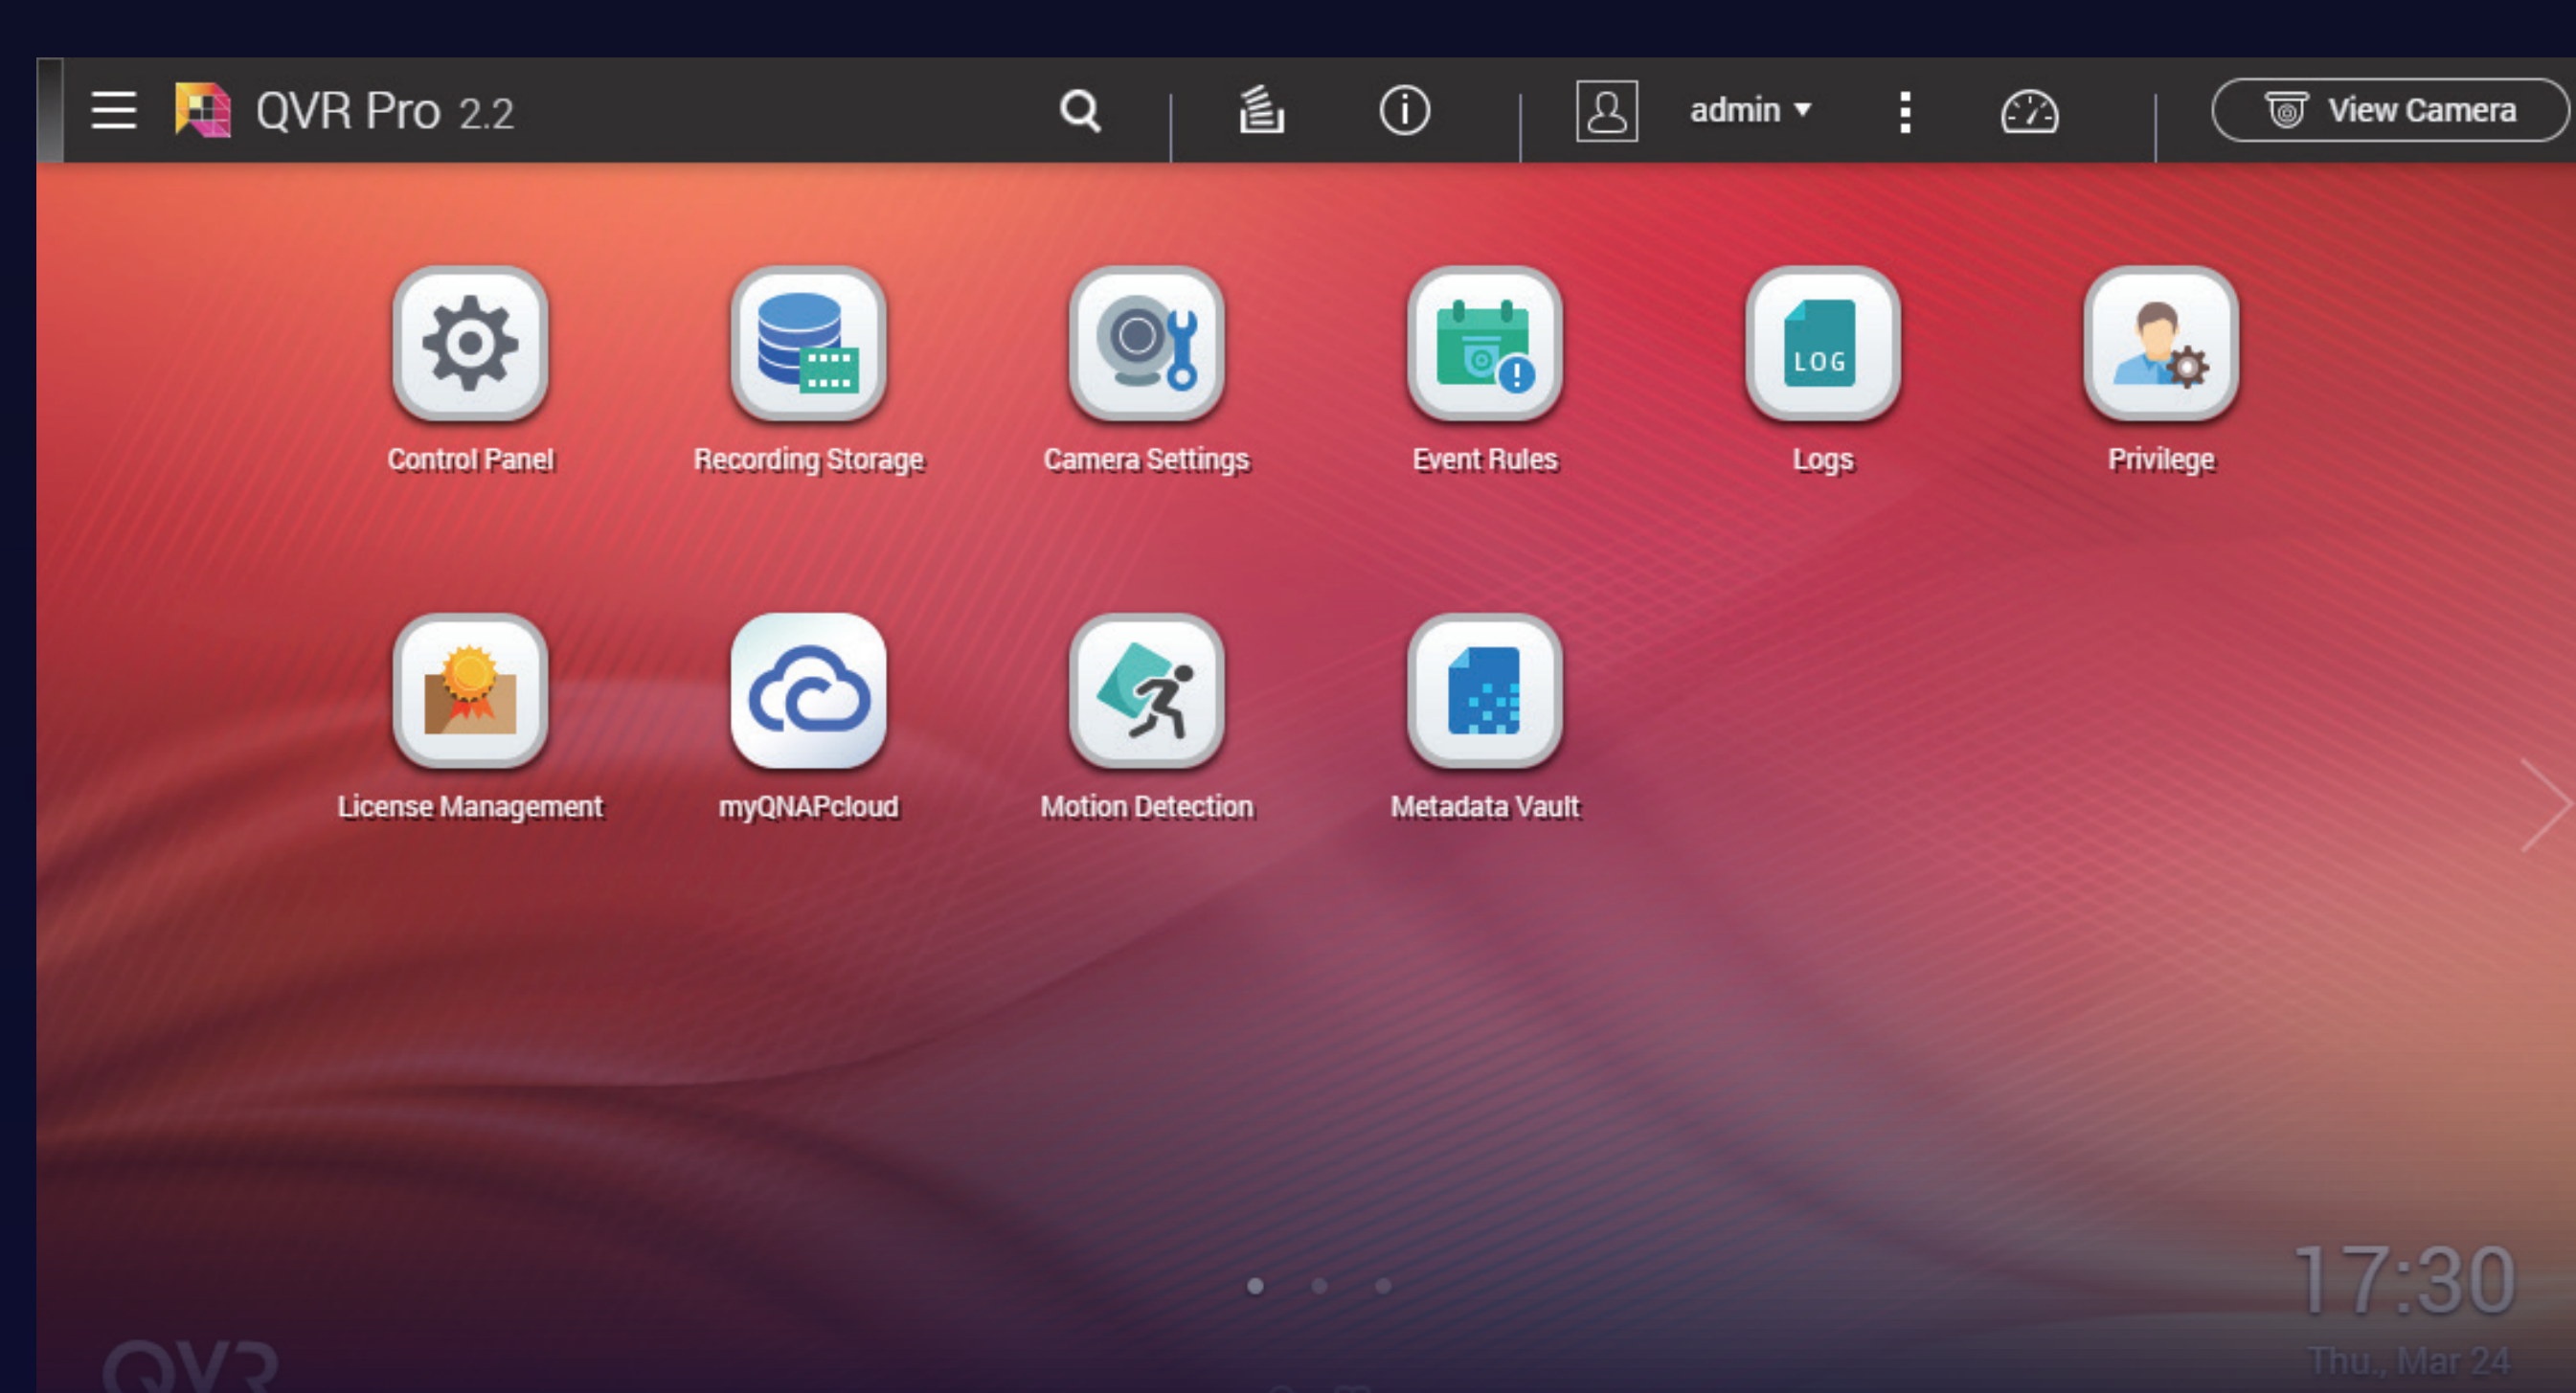 QVR Pro 2.2
admin
View Camera
LOG
Control Panel
Recording Storage
Camera Settings
Event Rules
Logs
Privilege
License Management
myQNAPcloud
Motion Detection
Metadata Vault
17:30
Thu., Mar 24
QVR